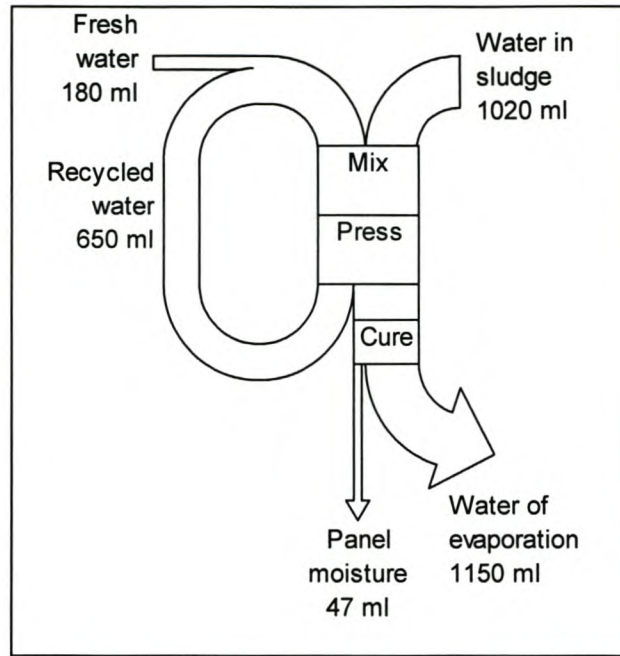 Fresh
water
180 ml
Water in
sludge
1020 ml
Mix
Recycled
water
650 ml
Press
Cure
Panel
moisture
47 ml
Water of
evaporation
1150 ml